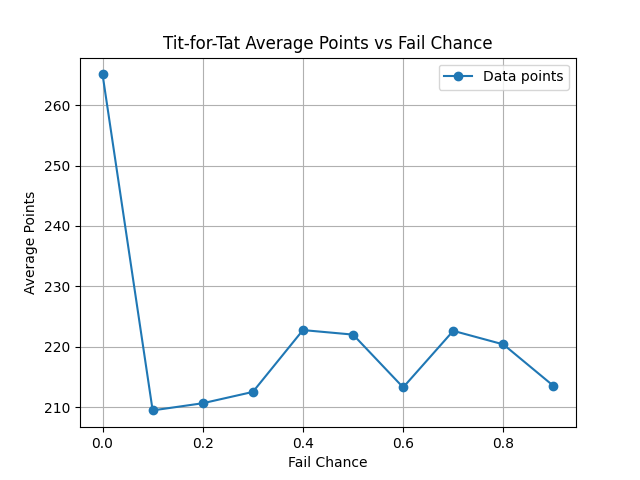 Tit-for-Tat Average Points vs Fail Chance
Data points
260
250
240
230
220
210
Average Points
0.0 0.2 0.4 0.6 0.8
Fail Chance